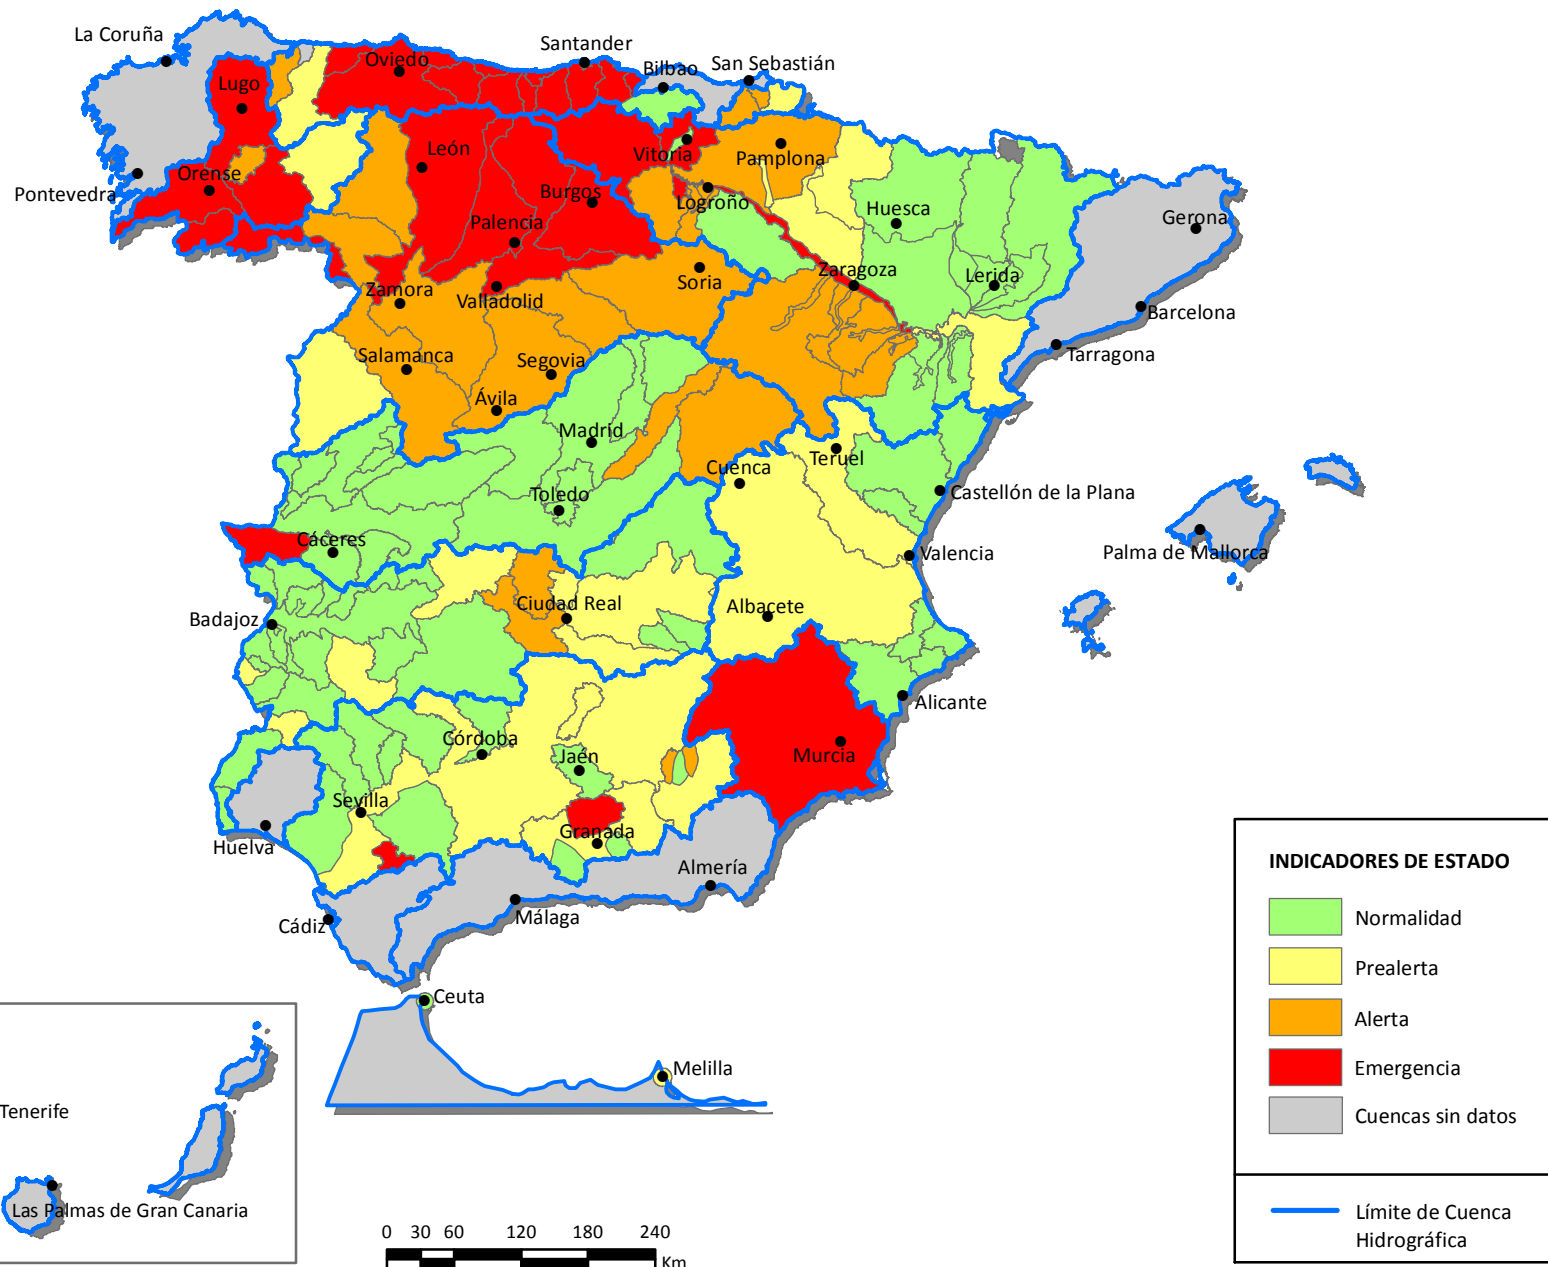 La Coruña
Santander
Oviedo
Bilbao
San Sebastián
Lugo
León
Vitoria
Pamplona
Orense
Pontevedra
Burgos
Logroño
Palencia
Huesca
Gerona
Soria
Zaragoza
Lerida
Zamora
Valladolid
Barcelona
Salamanca
Segovia
Tarragona
Ávila
Madrid
Teruel
Cuenca
Toledo
Castellón de la Plana
Cáceres
Valencia
Palma de Mallorca
Ciudad Real
Albacete
Badajoz
Alicante
Córdoba
Jaén
Murcia
Sevilla
Granada
Huelva
Almería
Cádiz
Málaga
Ceuta
Melilla
Tenerife
Las Palmas de Gran Canaria
0 30 60 120 180 240
Km
INDICADORES DE ESTADO
Normalidad
Prealerta
Alerta
Emergencia
Cuencas sin datos
Límite de Cuenca
Hidrográfica